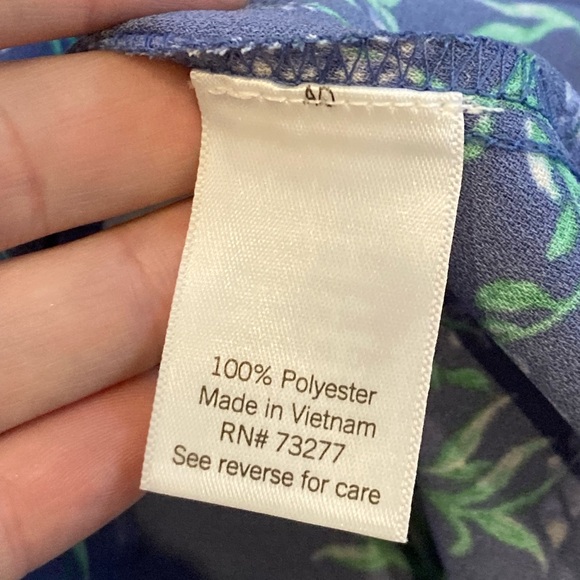 100% Polyester
Made in Vietnam
RN# 73277
See reverse for care